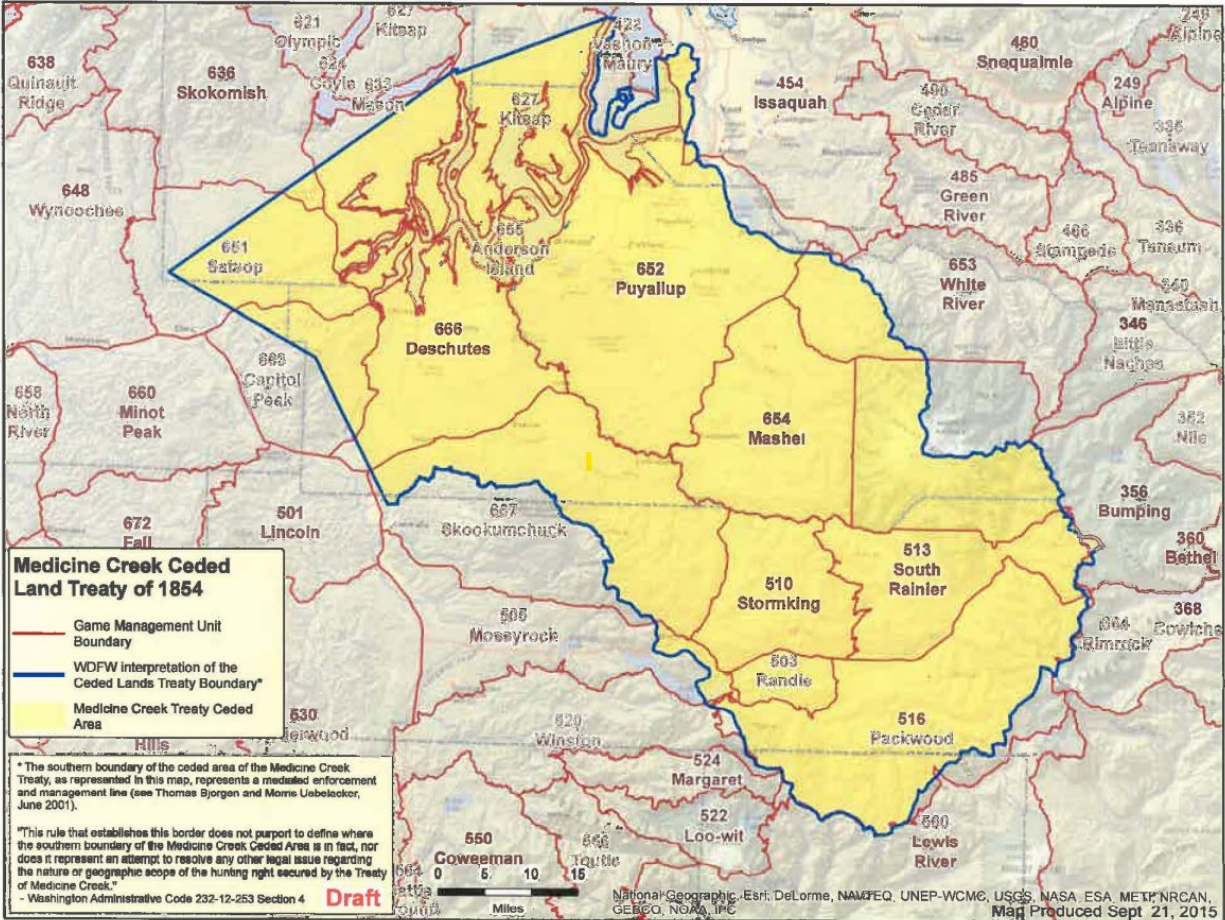 621
Olympic
627
Kitsap
422
Vashon -
Maury
249
Alpine
638
Quinault
Ridge
636
Skokomish
624
Coyle
633
Mason
627
Kitsap
454
Issaquah
460
Snoqualmie
490
Cedar
River
249
Alpine
335
Teanaway
648
Wynoochee
485
Green
River
466
Stampede
336
Taneum
651
Satsop
655
Anderson
Island
652
Puyallup
653
White
River
340
Manastash
666
Deschutes
346
Little
Naches
663
Capitol
Peak
658
North
River
660
Minot
Peak
654
Mashel
352
Nile
356
Bumping
672
Fall
501
Lincoln
667
Skookumchuck
360
Bethel
513
South
Rainier
510
Stormking
505
Mossyrock
364
Rimrock
368
Cowiche
503
Randle
530
Hills
520
Winston
516
Packwood
524
Margaret
522
Loo-wit
560
Lewis
River
550
Coweeman
556
Toutle
Medicine Creek Ceded
Land Treaty of 1854
Game Management Unit
Boundary
WDFW interpretation of the
Ceded Lands Treaty Boundary*
Medicine Creek Treaty Ceded
Area
* The southern boundary of the ceded area of the Medicine Creek
Treaty, as represented in this map, represents a mediated enforcement
and management line (see Thomas Bjorgen and Morris Uebelacker,
June 2001).
"This rule that establishes this border does not purport to define where
the southern boundary of the Medicine Creek Ceded Area is in fact, nor
does it represent an attempt to resolve any other legal issue regarding
the nature or geographic scope of the hunting right secured by the Treaty
of Medicine Creek."
- Washington Administrative Code 232-12-253 Section 4
Draft
0 5 10 15
Miles
National Geographic, Esri, DeLorme, NAVTEQ, UNEP-WCMC, USGS, NASA, ESA, METI, NRCAN,
GEBCO, NOAA, IPC
Map Produced Sept 21, 2015